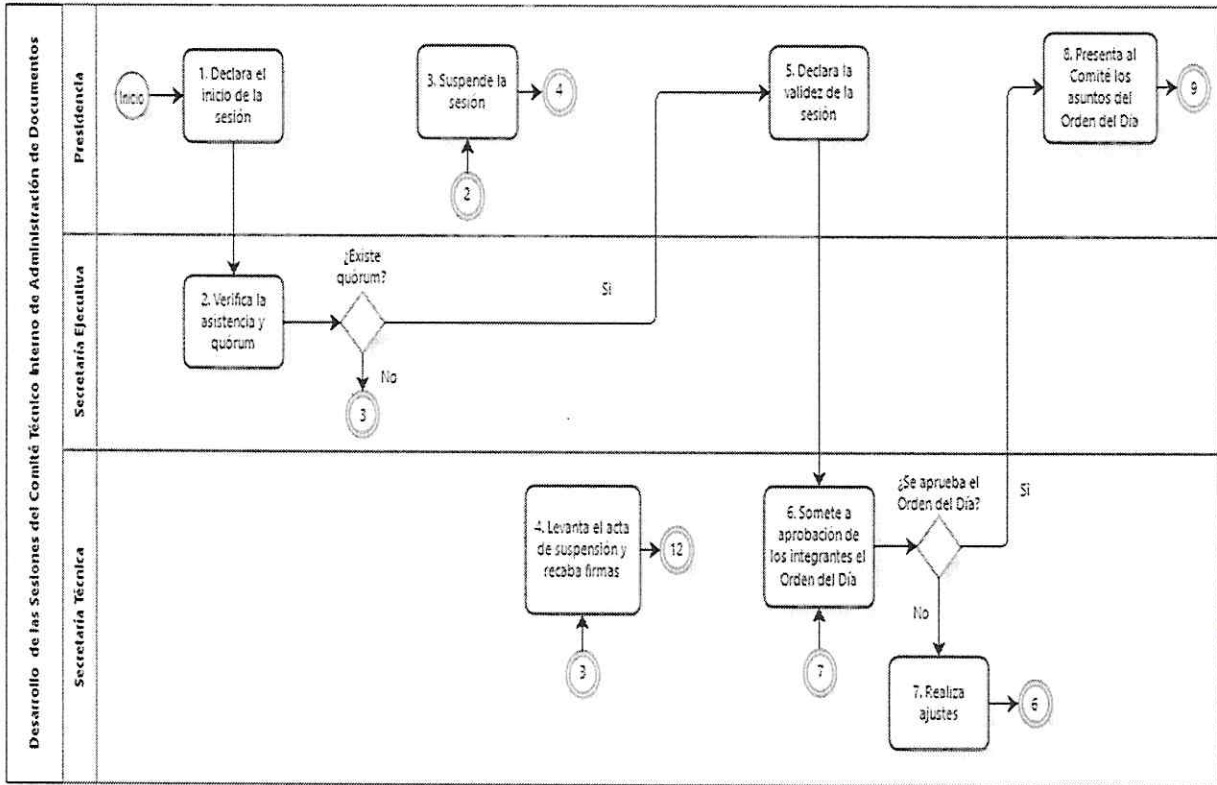 Desarrollo de las Sesiones del Comité Técnico Interno de Administración de Documentos
Presidencia
Inicio
1. Declara el
inicio de la
sesión
3. Suspende la
sesión
4
2
5. Declara la
validez de la
sesión
8. Presenta al
Comité los
asuntos del
Orden del Día
9
Secretaría Ejecutiva
2. Verifica la
asistencia y
quórum
¿Existe
quórum?
Si
No
3
Secretaría Técnica
4. Levanta el acta
de suspensión y
recaba firmas
12
3
6. Somete a
aprobación de
los integrantes el
Orden del Día
7
¿Se aprueba el
Orden del Día?
Si
No
7. Realiza
ajustes
6